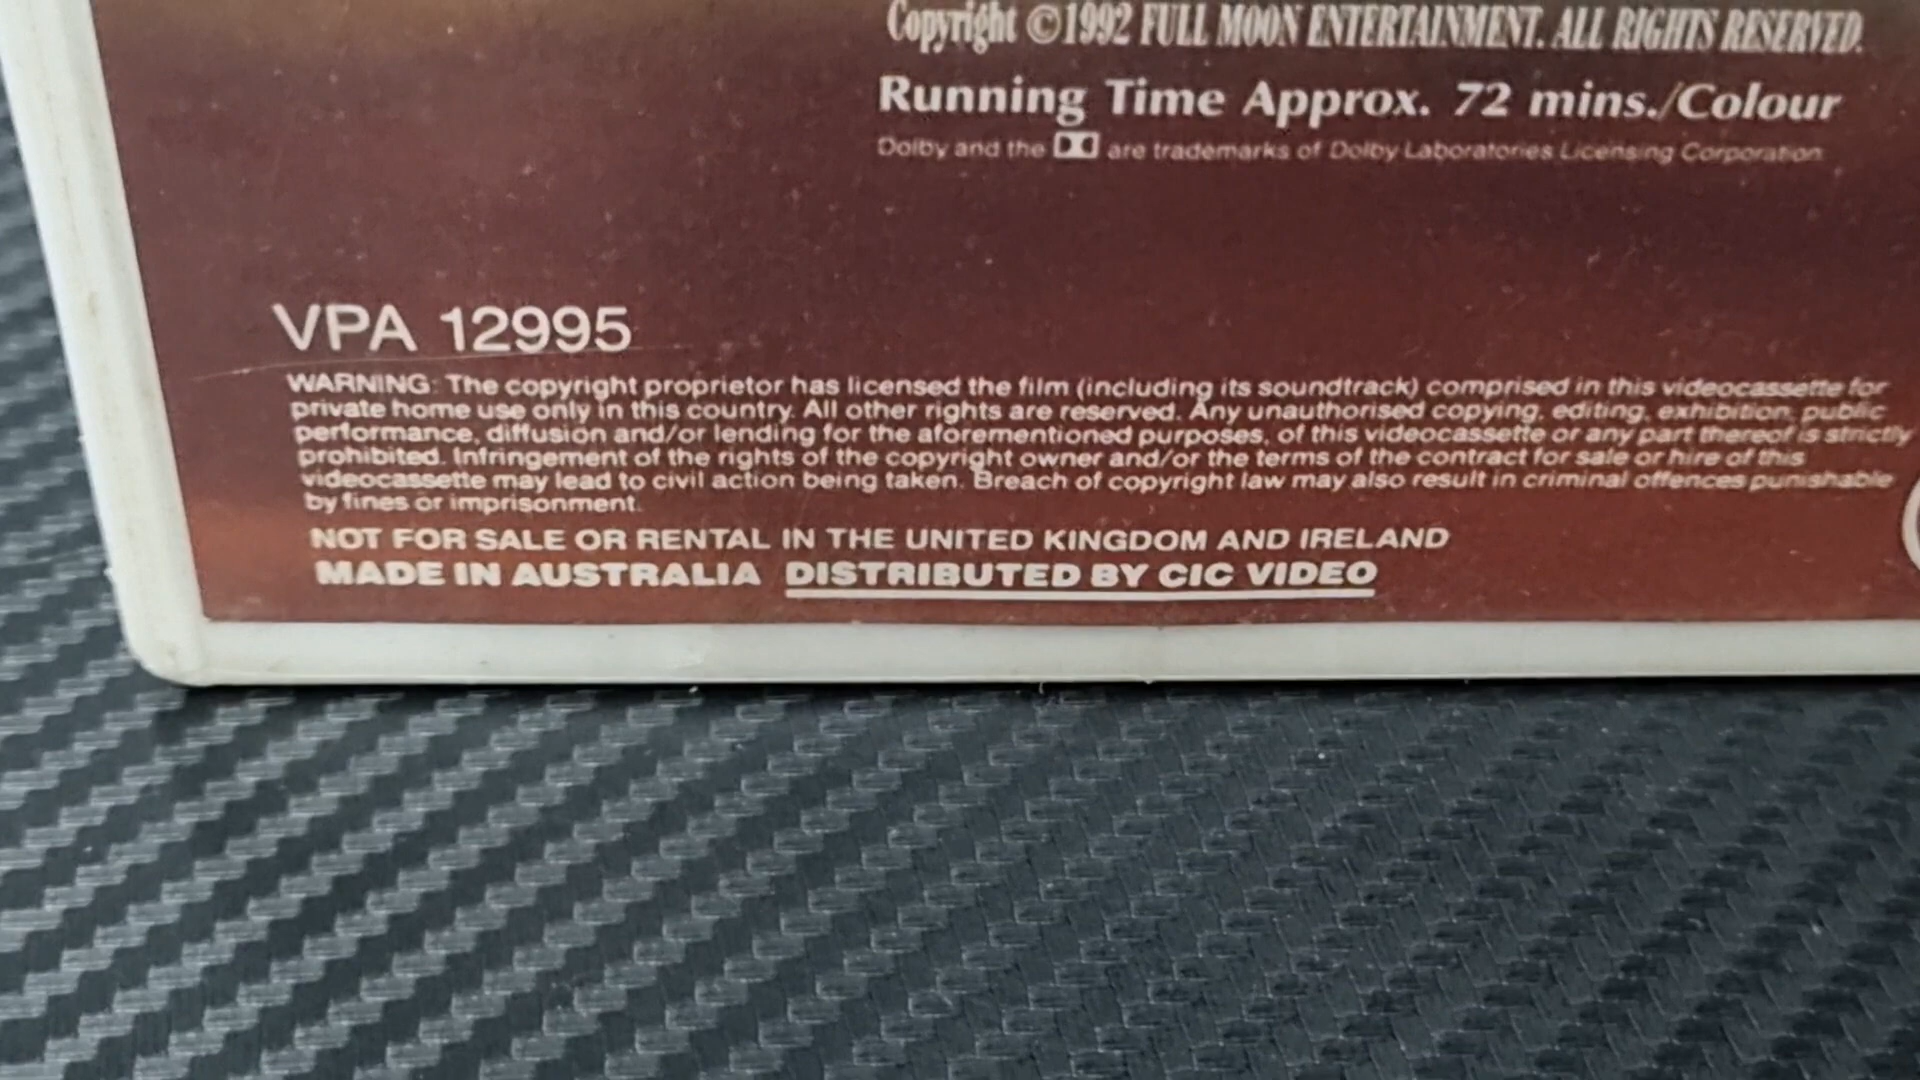 Copyright ©1992 FULL MOON ENTERTAINMENT. ALL RIGHTS RESERVED.
Running Time Approx. 72 mins./Colour
Dolby and the are trademarks of Dolby Laboratories Licensing Corporation
VPA 12995
WARNING: The copyright proprietor has licensed the film (including its soundtrack) comprised in this videocassette for
private home use only in this country. All other rights are reserved. Any unauthorised copying, editing, exhibition, public
performance, diffusion and/or lending for the aforementioned purposes, of this videocassette or any part thereof is strictly
prohibited. Infringement of the rights of the copyright owner and/or the terms of the contract for sale or hire of this
videocassette may lead to civil action being taken. Breach of copyright law may also result in criminal offences punishable
by fines or imprisonment.
NOT FOR SALE OR RENTAL IN THE UNITED KINGDOM AND IRELAND
MADE IN AUSTRALIA DISTRIBUTED BY CIC VIDEO